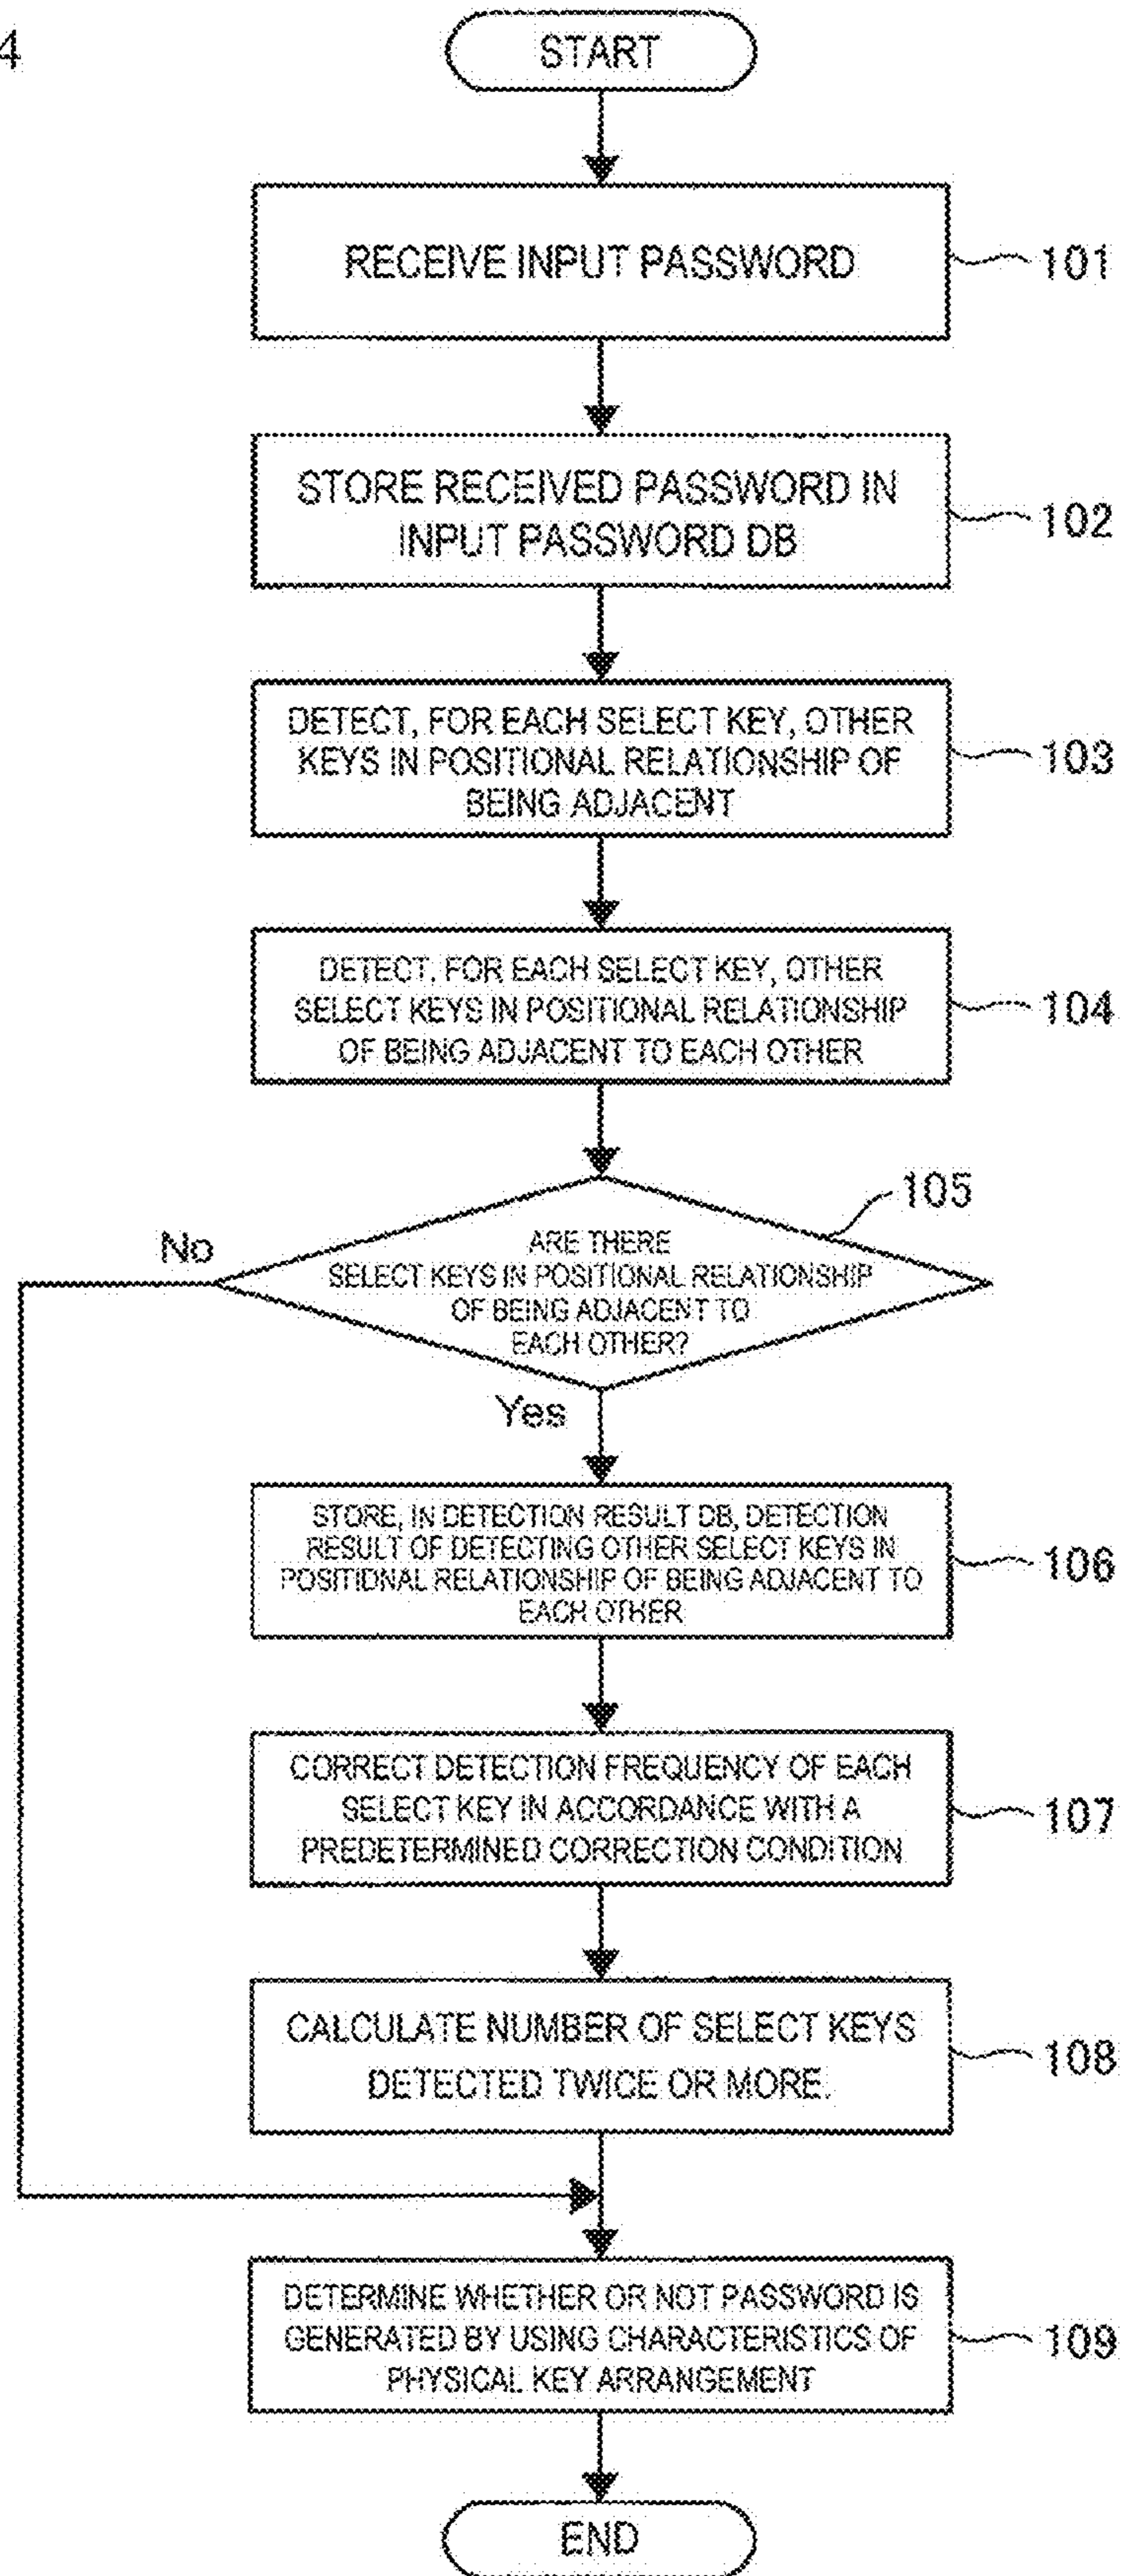 4
START
RECEIVE INPUT PASSWORD
101
STORE RECEIVED PASSWORD IN
INPUT PASSWORD DB
102
DETECT, FOR EACH SELECT KEY, OTHER
KEYS IN POSITIONAL RELATIONSHIP OF
BEING ADJACENT
103
DETECT, FOR EACH SELECT KEY, OTHER
SELECT KEYS IN POSITIONAL RELATIONSHIP
OF BEING ADJACENT TO EACH OTHER
104
105
No
ARE THERE
SELECT KEYS IN POSITIONAL RELATIONSHIP
OF BEING ADJACENT TO
EACH OTHER?
Yes
STORE, IN DETECTION RESULT DB, DETECTION
RESULT OF DETECTING OTHER SELECT KEYS IN
POSITIONAL RELATIONSHIP OF BEING ADJACENT TO
EACH OTHER
106
CORRECT DETECTION FREQUENCY OF EACH
SELECT KEY IN ACCORDANCE WITH A
PREDETERMINED CORRECTION CONDITION
107
CALCULATE NUMBER OF SELECT KEYS
DETECTED TWICE OR MORE.
108
DETERMINE WHETHER OR NOT PASSWORD IS
GENERATED BY USING CHARACTERISTICS OF
PHYSICAL KEY ARRANGEMENT
109
END